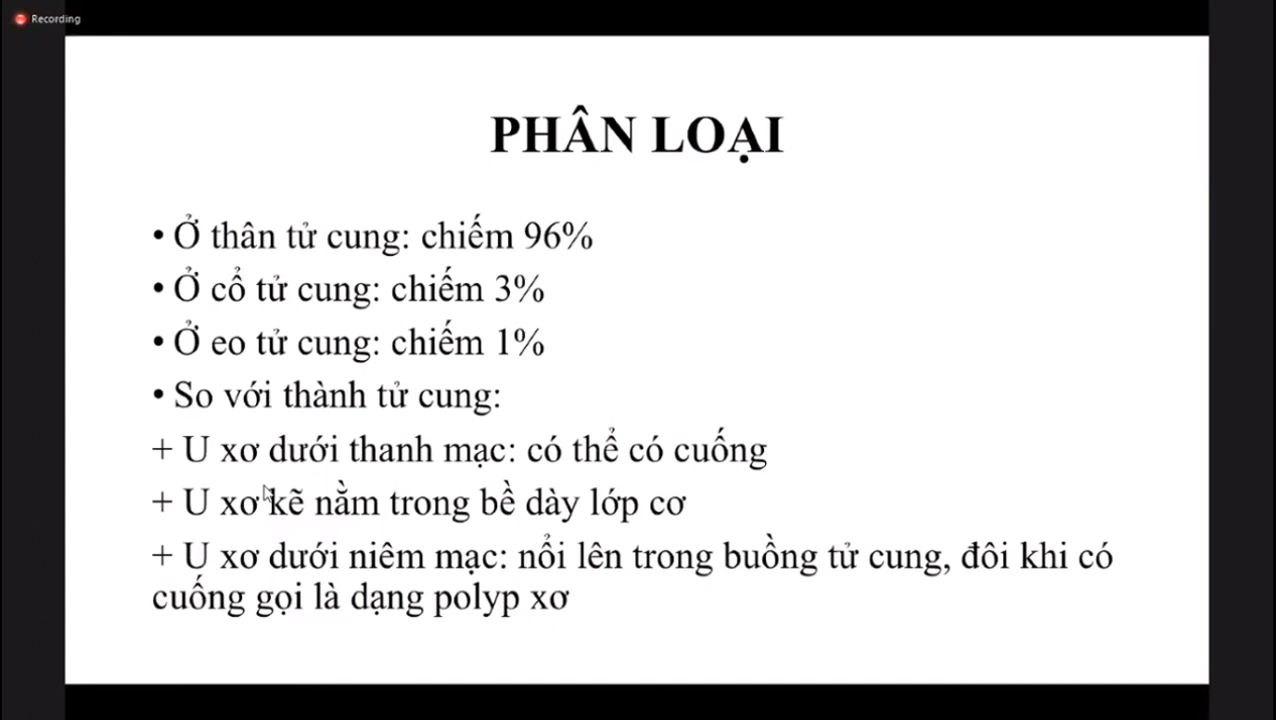 Recording
PHÂN LOẠI
• Ở thân tử cung: chiếm 96%
• Ở cổ tử cung: chiếm 3%
• Ở eo tử cung: chiếm 1%
• So với thành tử cung:
+ U xơ dưới thanh mạc: có thể có cuống
+ U xơ kẽ nằm trong bề dày lớp cơ
+ U xơ dưới niêm mạc: nổi lên trong buồng tử cung, đôi khi có
cuống gọi là dạng polyp xơ